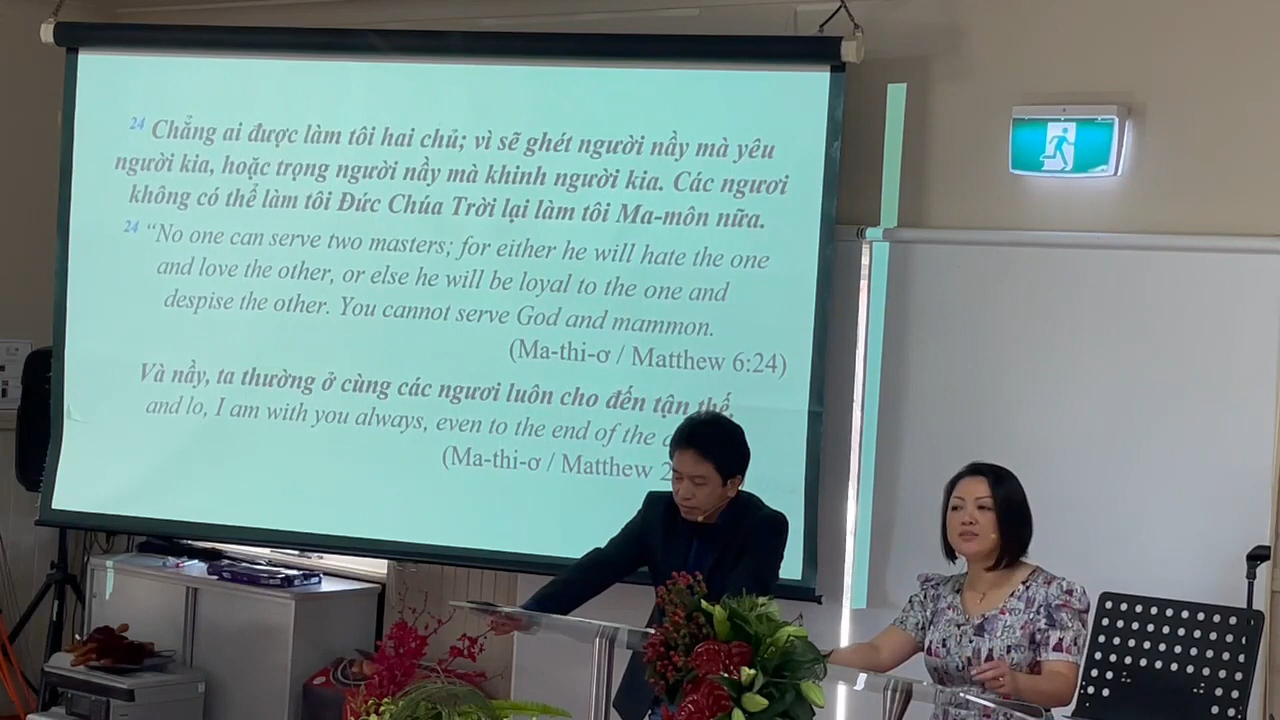 24 Chẳng ai được làm tôi hai chủ; vì sẽ ghét người nầy mà yêu
người kia, hoặc trọng người nầy mà khinh người kia. Các ngươi
không có thể làm tôi Đức Chúa Trời lại làm tôi Ma-môn nữa.
24 “No one can serve two masters; for either he will hate the one
and love the other, or else he will be loyal to the one and
despise the other. You cannot serve God and mammon.
(Ma-thi-ơ / Matthew 6:24)
Và nầy, ta thường ở cùng các ngươi luôn cho đến tận thế.
and lo, I am with you always, even to the end of the
(Ma-thi-ơ / Matthew 2